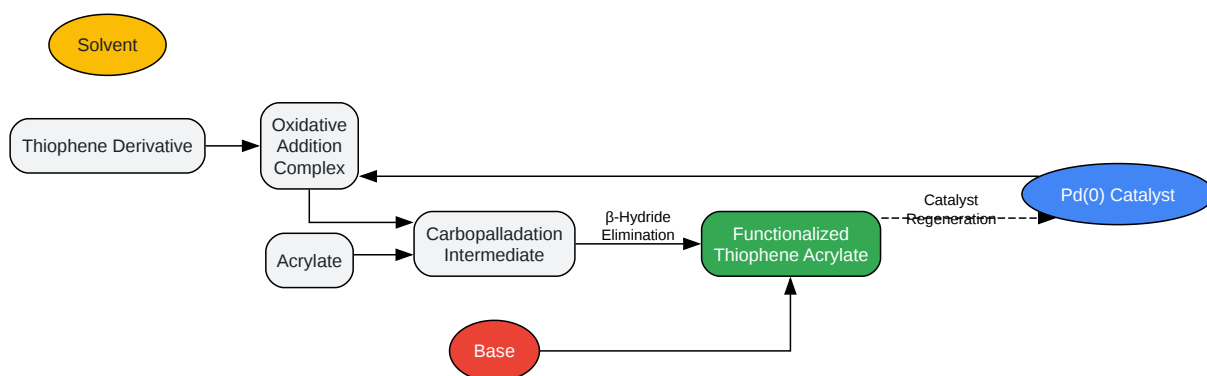 Solvent
Thiophene Derivative
Oxidative
Addition
Complex
Pd(0) Catalyst
Catalyst
Regeneration
β-Hydride
Elimination
Carbopalladation
Intermediate
Functionalized
Thiophene Acrylate
Acrylate
Base